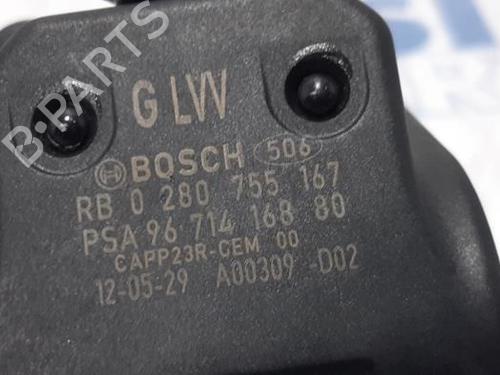 G LVV
BOSCH 506
RB 0 280 755 167
PSA 96 714 168 80
CAPP23R-CEM 00
12-05-29 A00309 -D02
B-PARTS